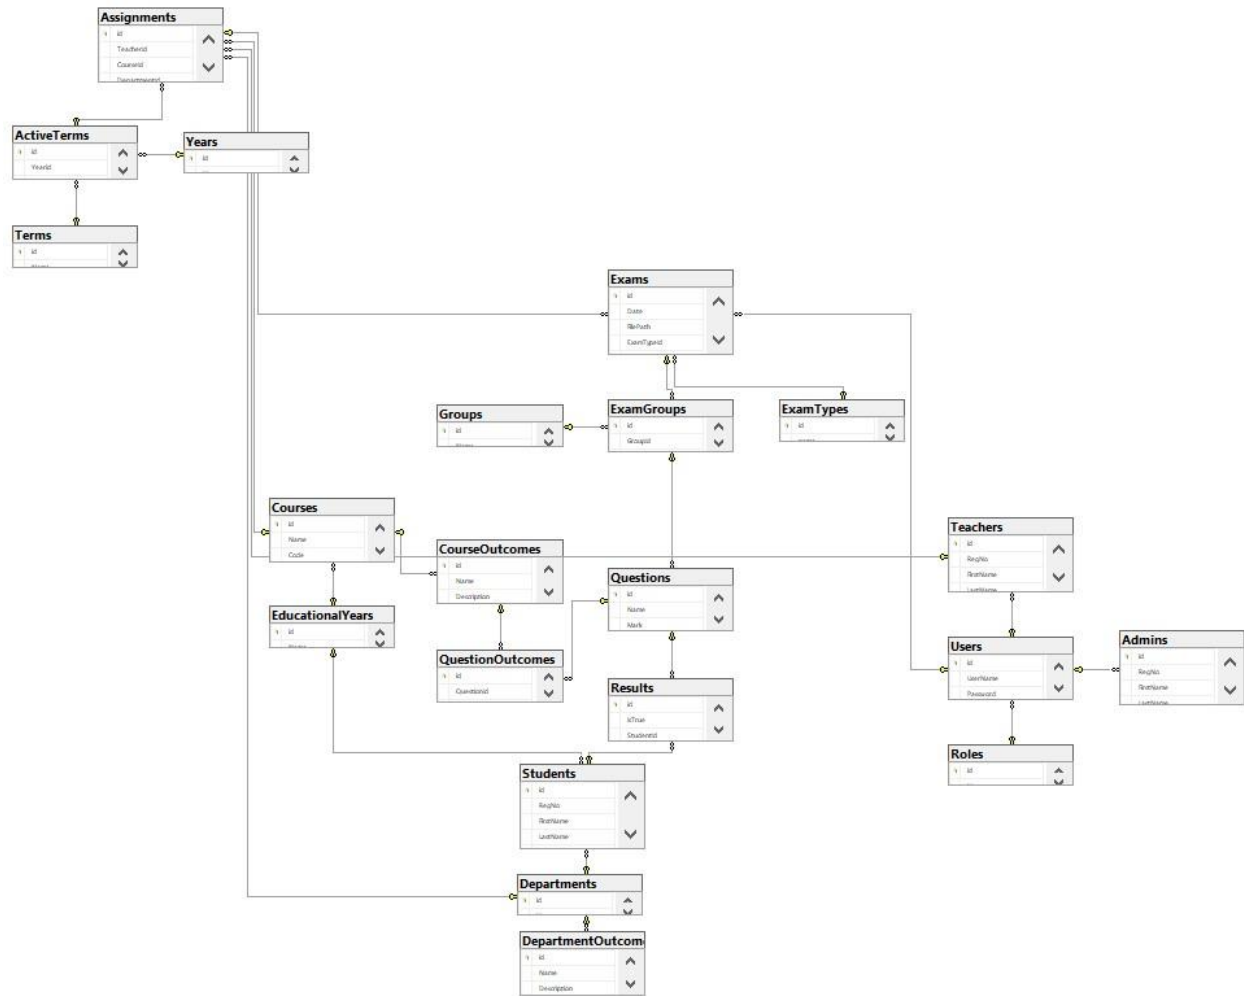 Assignments
Id
TeacherId
CourseId
DepartmentId
ActiveTerms
Id
YearId
Years
Id
Terms
Id
Exams
Id
Date
FilePath
ExamTypeId
Groups
Id
ExamGroups
Id
GroupId
ExamTypes
Id
Courses
Id
Name
Code
CourseOutcomes
Id
Name
Description
Questions
Id
Name
Mark
Teachers
Id
RegNo
FirstName
LastName
EducationalYears
Id
QuestionOutcomes
Id
QuestionId
Results
Id
IsTrue
StudentId
Users
Id
UserName
Password
Admins
Id
RegNo
FirstName
LastName
Roles
Id
Students
Id
RegNo
FirstName
LastName
Departments
Id
DepartmentOutcom
Id
Name
Description